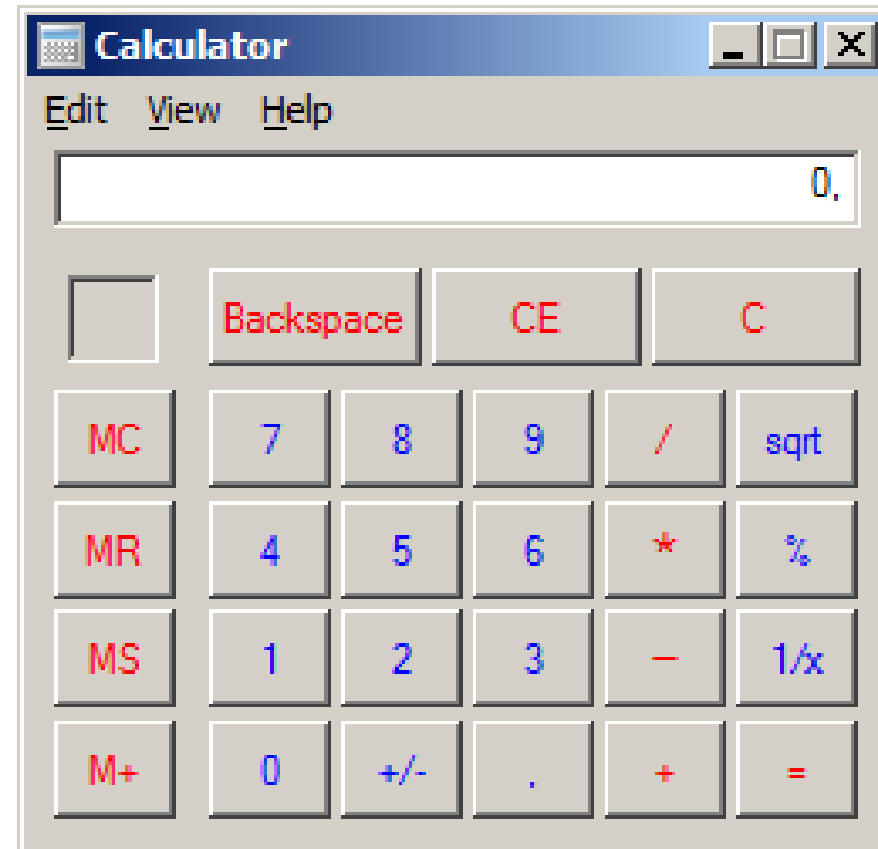 Calculator
Edit View Help
0,
Backspace CE C
MC 7 8 9 / sqrt
MR 4 5 6 * %
MS 1 2 3 – 1/x
M+ 0 +/- . + =